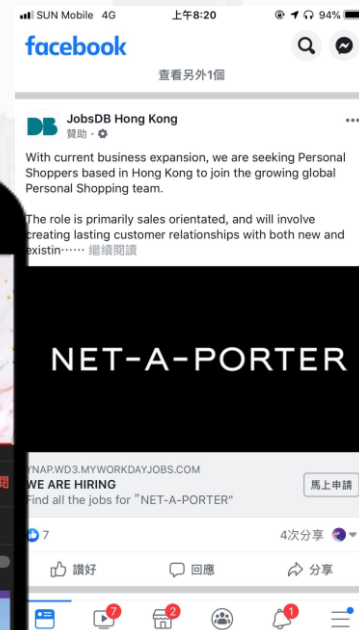 SUN Mobile 4G 上午8:20 94%
facebook
查看另外1個
DB JobsDB Hong Kong
贊助 ·
With current business expansion, we are seeking Personal
Shoppers based in Hong Kong to join the growing global
Personal Shopping team.
The role is primarily sales orientated, and will involve
creating lasting customer relationships with both new and
existin⋯⋯ 繼續閱讀
NET-A-PORTER
YNAP.WD3.MYWORKDAYJOBS.COM
WE ARE HIRING
Find all the jobs for "NET-A-PORTER"
馬上申請
閱
7
4次分享
讚好 回應 分享
7 2 1